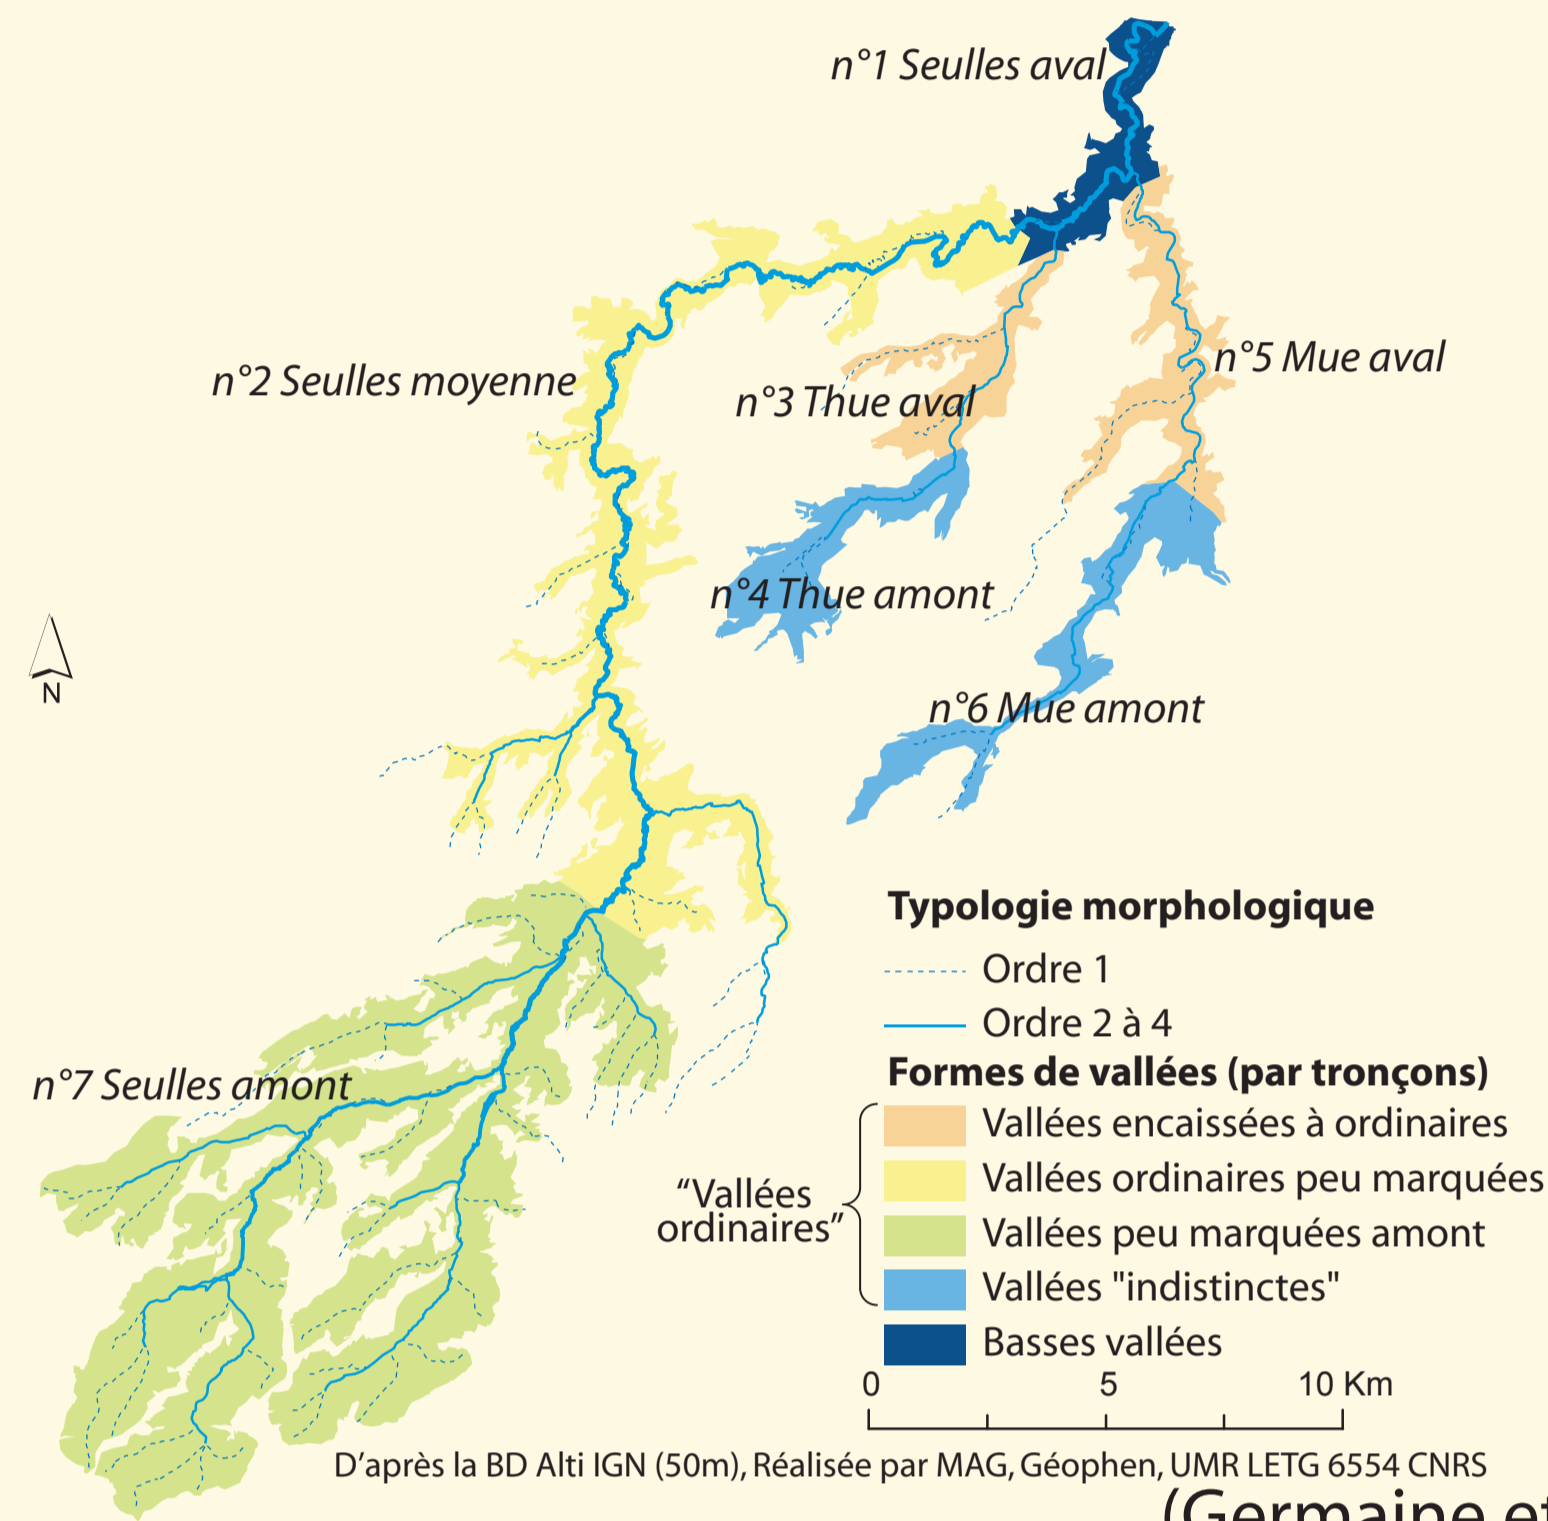 n°1 Seulles aval
n°2 Seulles moyenne
n°5 Mue aval
n°3 Thue aval
n°4 Thue amont
N
n°6 Mue amont
n°7 Seulles amont
Typologie morphologique
Ordre 1
Ordre 2 à 4
Formes de vallées (par tronçons)
Vallées encaissées à ordinaires
Vallées ordinaires peu marquées
Vallées peu marquées amont
Vallées "indistinctes"
“Vallées
ordinaires”
Basses vallées
0 5 10 Km
D’après la BD Alti IGN (50m), Réalisée par MAG, Géophen, UMR LETG 6554 CNRS
(Germaine et